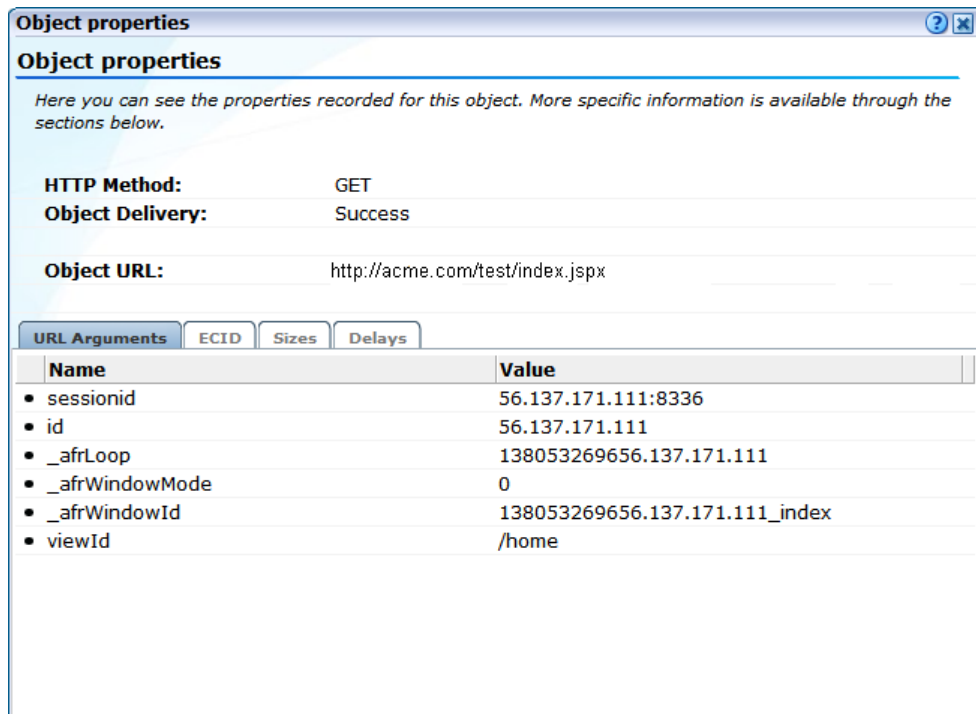 Object properties
Object properties
Here you can see the properties recorded for this object. More specific information is available through the
sections below.
HTTP Method: GET
Object Delivery: Success
Object URL: http://acme.com/test/index.jspx
URL Arguments ECID Sizes Delays
Name Value
• sessionid 56.137.171.111:8336
• id 56.137.171.111
• _afrLoop 138053269656.137.171.111
• _afrWindowMode 0
• _afrWindowId 138053269656.137.171.111_index
• viewId /home